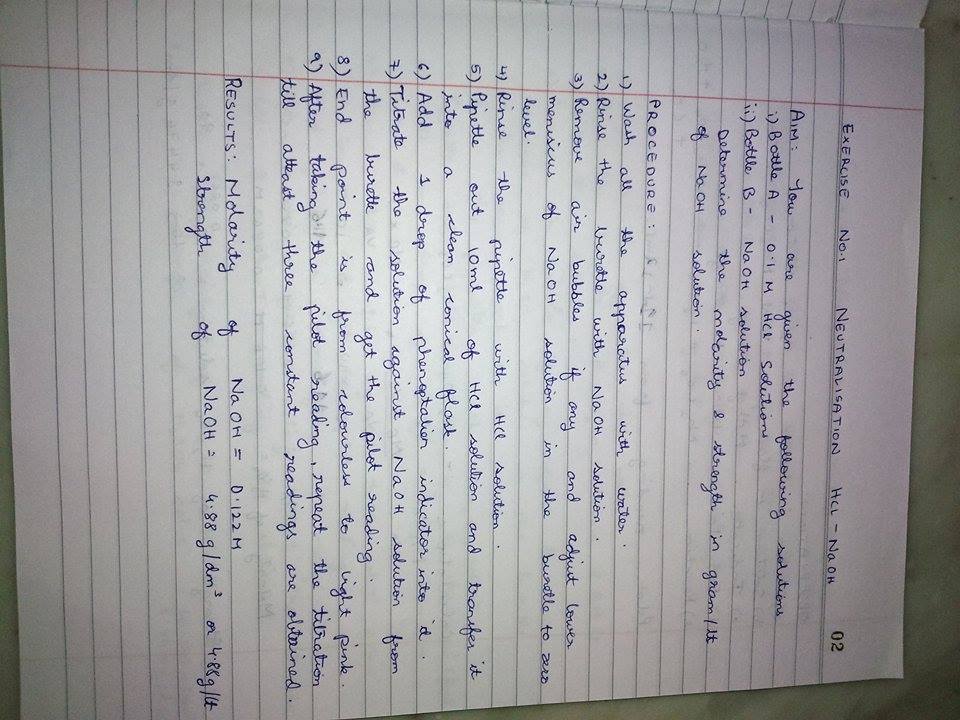 EXERCISE No.1 NEUTRALISATION HCl - NaOH 02
AIM: You are given the following solutions
i) Bottle A - 0.1 M HCl Solutions
ii) Bottle B - NaOH solution
Determine the molarity & strength in gram/lt
of NaOH solution.
PROCEDURE:
1) Wash all the apparatus with water.
2) Rinse the burette with NaOH solution.
3) Remove air bubbles if any and adjust lower
meniscius of NaOH solution in the burette to zero
level.
4) Rinse the pipette with HCl solution.
5) Pipette out 10ml of HCl solution and transfer it
into a clean conical flask.
6) Add 1 drop of phenoptalien indicator into it.
7) Titrate the solution against NaOH solution from
the burette and get the pilot reading.
8) End point is from colourless to light pink.
9) After taking the pilot reading, repeat the titration
till atleast three constant readings are obtained.
RESULTS: Molarity of NaOH = 0.122M
Strength of NaOH = 4.88 g/dm³ or 4.88g/lt